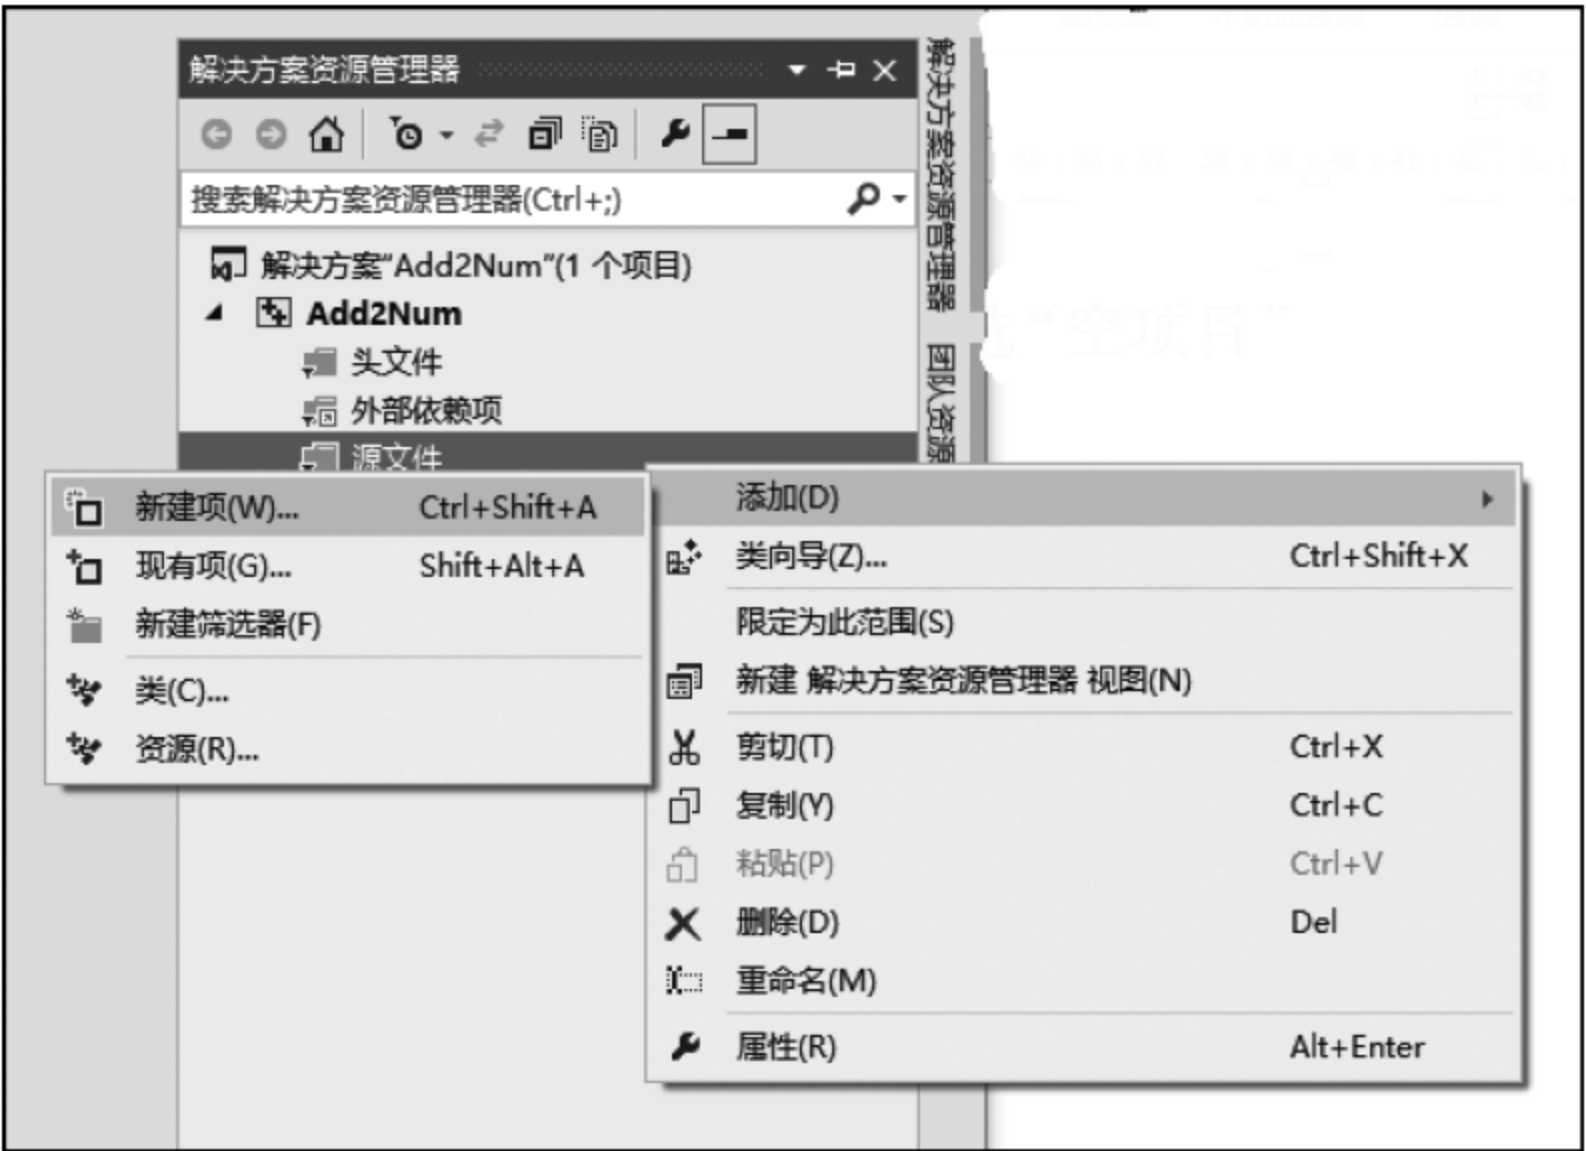 解决方案资源管理器
搜索解决方案资源管理器(Ctrl+;)
解决方案"Add2Num"(1 个项目)
Add2Num
头文件
外部依赖项
源文件
解决方案资源管理器
团队资源
新建项(W)... Ctrl+Shift+A
现有项(G)... Shift+Alt+A
新建筛选器(F)
类(C)...
资源(R)...
添加(D)
类向导(Z)... Ctrl+Shift+X
限定为此范围(S)
新建 解决方案资源管理器 视图(N)
剪切(T) Ctrl+X
复制(Y) Ctrl+C
粘贴(P) Ctrl+V
删除(D) Del
重命名(M)
属性(R) Alt+Enter
“空项目”